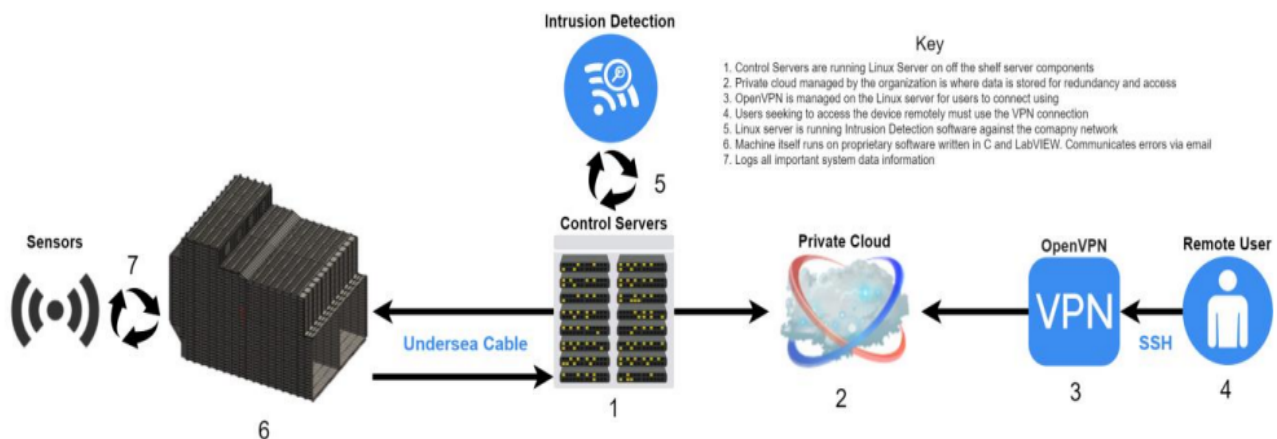 Intrusion Detection
Key
1. Control Servers are running Linux Server on off the shelf server components
2. Private cloud managed by the organization is where data is stored for redundancy and access
3. OpenVPN is managed on the Linux server for users to connect using
4. Users seeking to access the device remotely must use the VPN connection
5. Linux server is running Intrusion Detection software against the comapny network
6. Machine itself runs on proprietary software written in C and LabVIEW. Communicates errors via email
7. Logs all important system data information
5
Control Servers
Sensors
7
Private Cloud
OpenVPN
Remote User
VPN
Undersea Cable
SSH
6
1
2
3
4